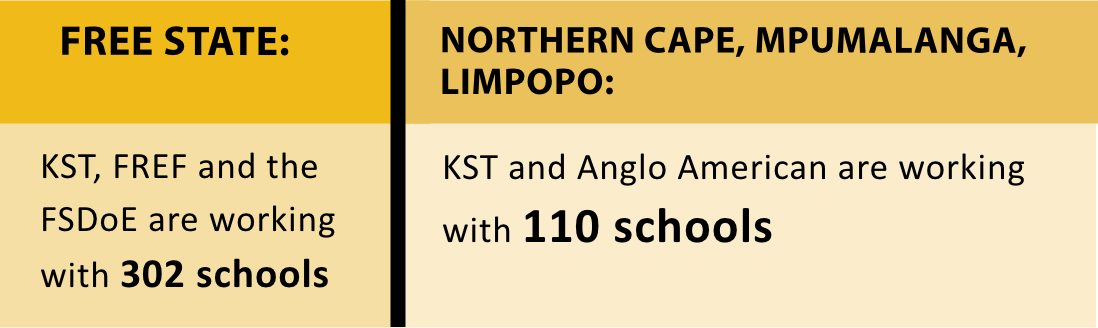 FREE STATE:
KST, FREF and the
FSDoE are working
with 302 schools
NORTHERN CAPE, MPUMALANGA,
LIMPOPO:
KST and Anglo American are working
with 110 schools